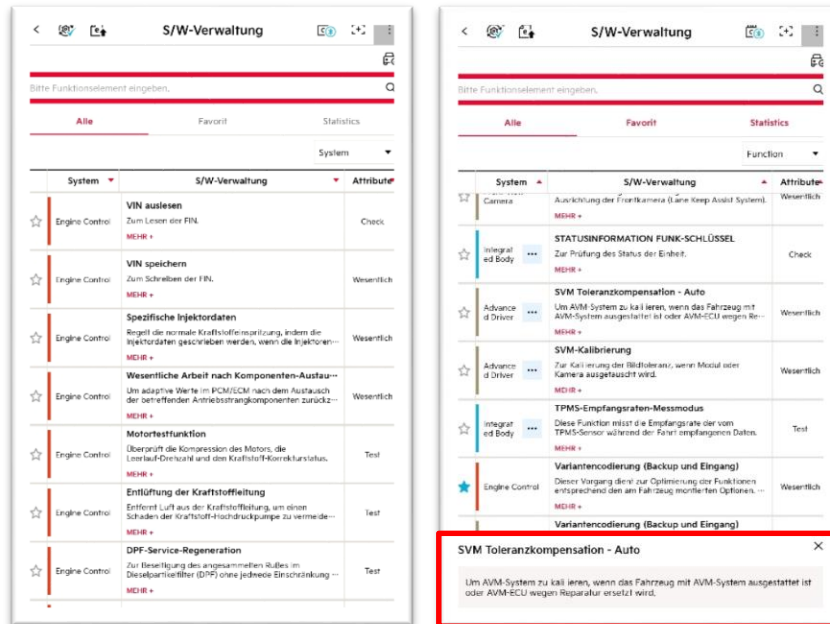 S/W-Verwaltung
Bitte Funktionselement eingeben.
Alle Favorit Statistics
System
System S/W-Verwaltung Attribute
VIN auslesen
Engine Control Zum Lesen der FIN. Check
MEHR +
VIN speichern
Engine Control Zum Schreiben der FIN. Wesentlich
MEHR +
Spezifische Injektordaten
Engine Control Regelt die normale Kraftstoffeinspritzung, indem die Wesentlich
Injektordaten geschrieben werden, wenn die Injektoren···
MEHR +
Wesentliche Arbeit nach Komponenten-Austau···
Engine Control Um adaptive Werte im PCM/ECM nach dem Austausch Wesentlich
der betreffenden Antriebsstrangkomponenten zurückz···
MEHR +
Motortestfunktion
Engine Control Überprüft die Kompression des Motors, die Test
Leerlauf-Drehzahl und den Kraftstoff-Korrekturstatus.
MEHR +
Entlüftung der Kraftstoffleitung
Engine Control Entfernt Luft aus der Kraftstoffleitung, um einen Test
Schaden der Kraftstoff-Hochdruckpumpe zu vermeide···
MEHR +
DPF-Service-Regeneration
Engine Control Zur Beseitigung des angesammelten Rußes im Test
Dieselpartikelfilter (DPF) ohne jedwede Einschränkung ···
MEHR +
S/W-Verwaltung
Bitte Funktionselement eingeben.
Alle Favorit Statistics
Function
System S/W-Verwaltung Attribute
Camera Ausrichtung der Frontkamera (Lane Keep Assist System). Wesentlich
MEHR +
STATUSINFORMATION FUNK-SCHLÜSSEL
Integrat
ed Body Zur Prüfung des Status der Einheit. Check
MEHR +
SVM Toleranzkompensation - Auto
Advance
d Driver Um AVM-System zu kali ieren, wenn das Fahrzeug mit Wesentlich
AVM-System ausgestattet ist oder AVM-ECU wegen Re···
MEHR +
SVM-Kalibrierung
Advance
d Driver Zur Kali ierung der Bildtoleranz, wenn Modul oder Wesentlich
Kamera ausgetauscht wird.
MEHR +
TPMS-Empfangsraten-Messmodus
Integrat
ed Body Diese Funktion misst die Empfangsrate der vom Test
TPMS-Sensor während der Fahrt empfangenen Daten.
MEHR +
Variantencodierung (Backup und Eingang)
Engine Control Dieser Vorgang dient zur Optimierung der Funktionen Wesentlich
entsprechend den am Fahrzeug montierten Optionen. ···
MEHR +
Variantencodierung (Backup und Eingang)
SVM Toleranzkompensation - Auto
Um AVM-System zu kali ieren, wenn das Fahrzeug mit AVM-System ausgestattet ist
oder AVM-ECU wegen Reparatur ersetzt wird.